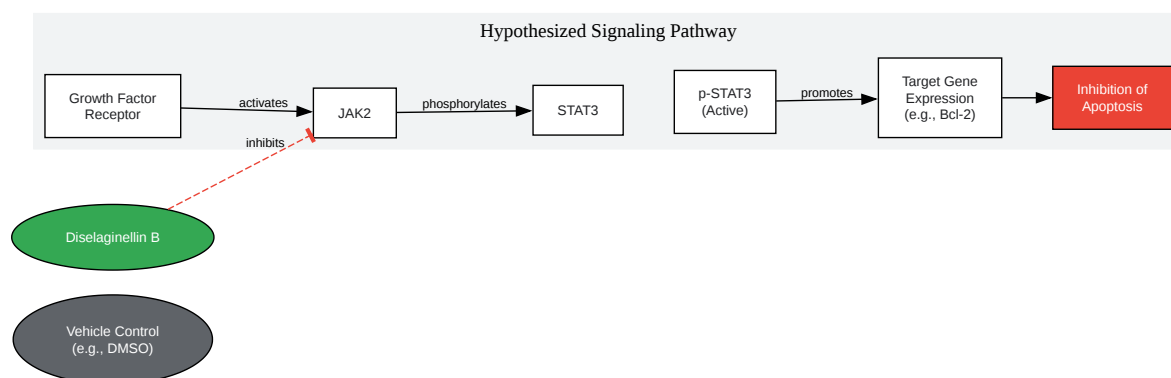 Hypothesized Signaling Pathway
Growth Factor
Receptor
activates
JAK2
phosphorylates
STAT3
p-STAT3
(Active)
promotes
Target Gene
Expression
(e.g., Bcl-2)
Inhibition of
Apoptosis
inhibits
Diselaginellin B
Vehicle Control
(e.g., DMSO)